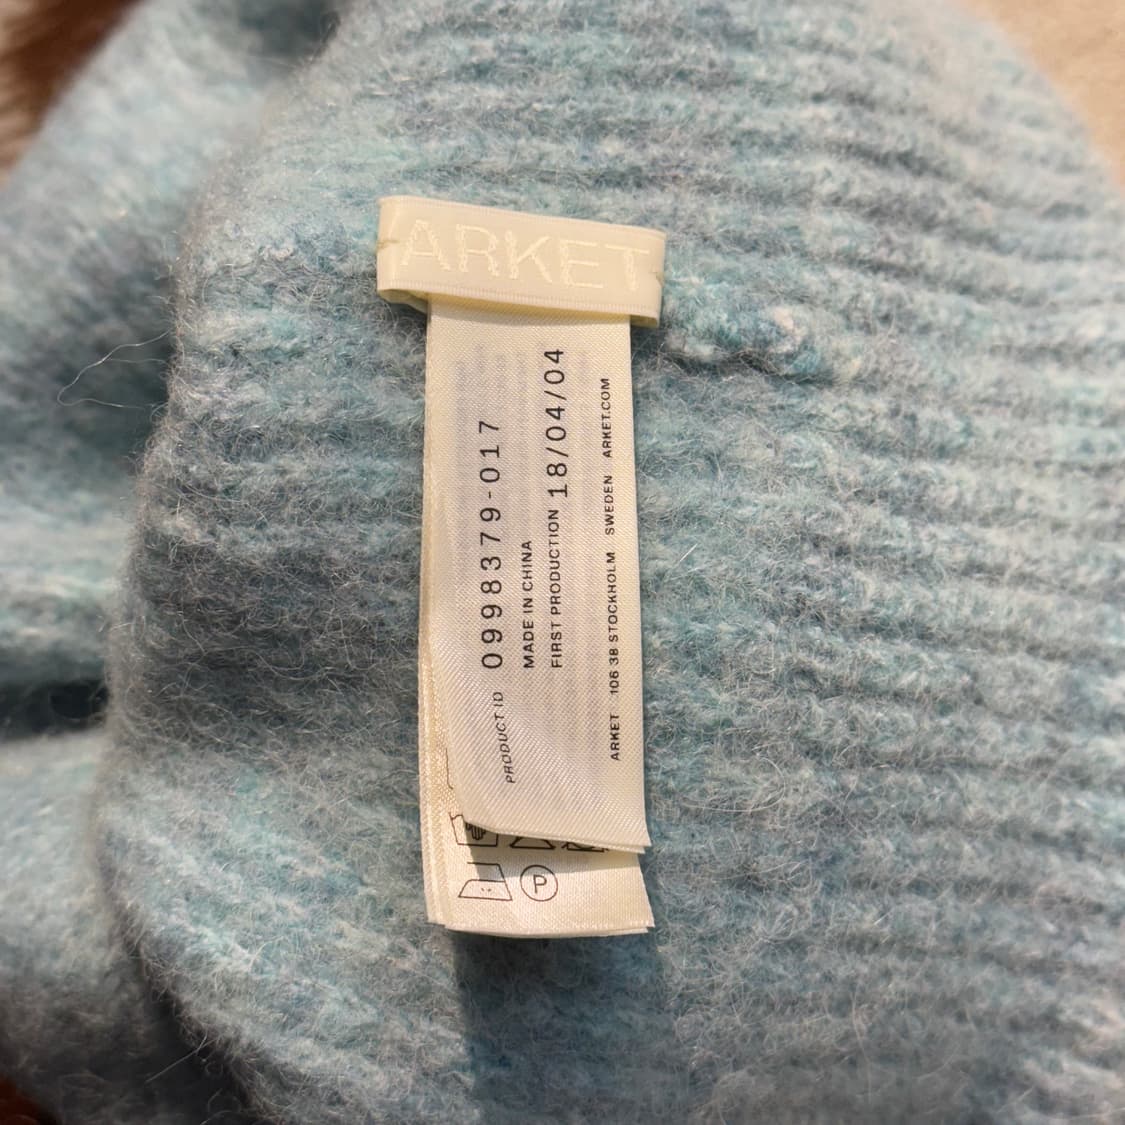 ARKET
PRODUCT ID 0998379-017
MADE IN CHINA
FIRST PRODUCTION 18/04/04
ARKET 106 38 STOCKHOLM SWEDEN ARKET.COM
P